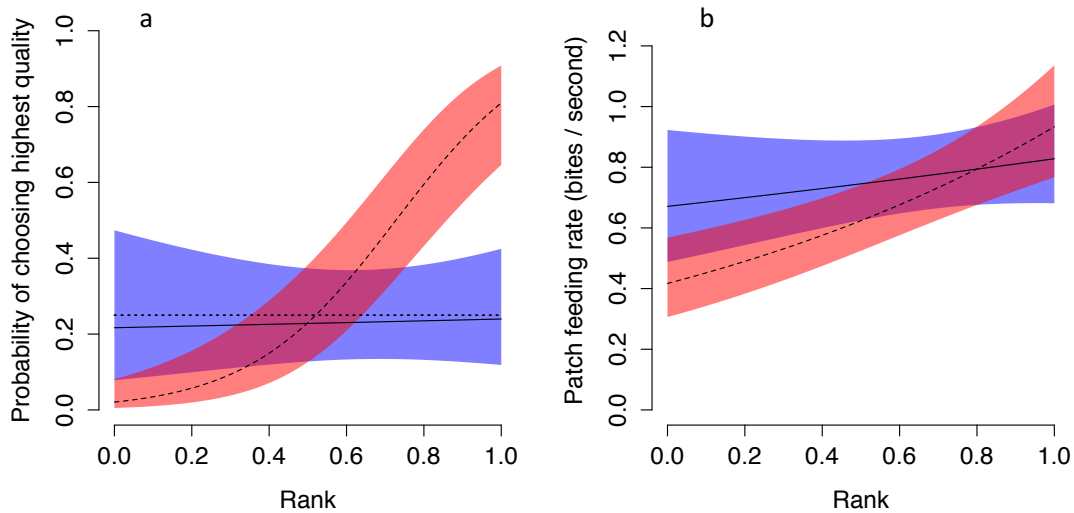 a
Probability of choosing highest quality
1.0
0.8
0.6
0.4
0.2
0.0
0.0 0.2 0.4 0.6 0.8 1.0
Rank
b
Patch feeding rate (bites / second)
1.2
1.0
0.8
0.6
0.4
0.2
0.0
0.0 0.2 0.4 0.6 0.8 1.0
Rank